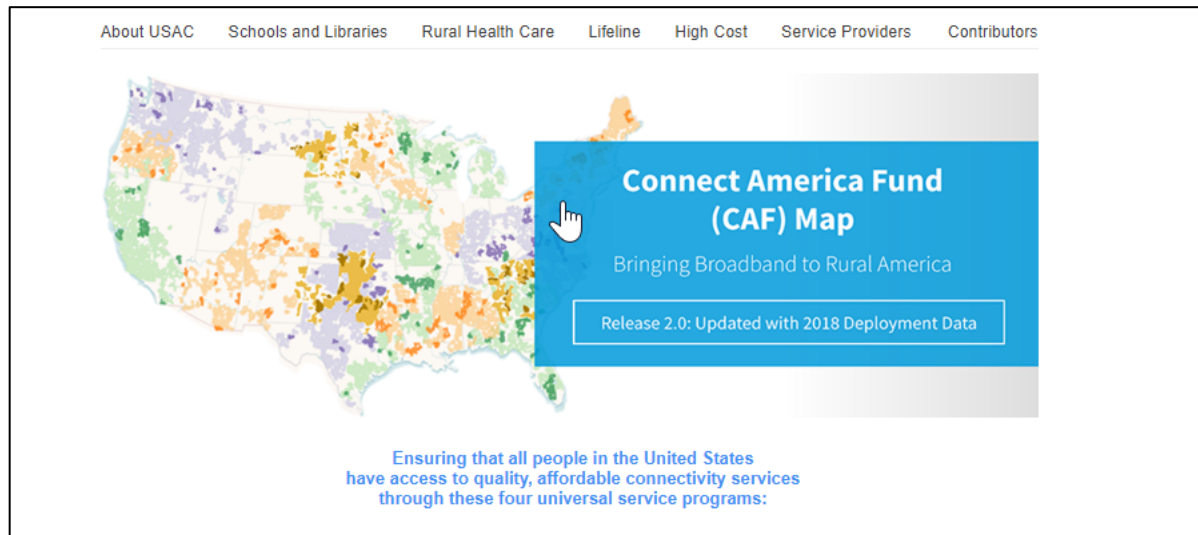 About USAC Schools and Libraries Rural Health Care Lifeline High Cost Service Providers Contributors
Connect America Fund
(CAF) Map
Bringing Broadband to Rural America
Release 2.0: Updated with 2018 Deployment Data
Ensuring that all people in the United States
have access to quality, affordable connectivity services
through these four universal service programs: